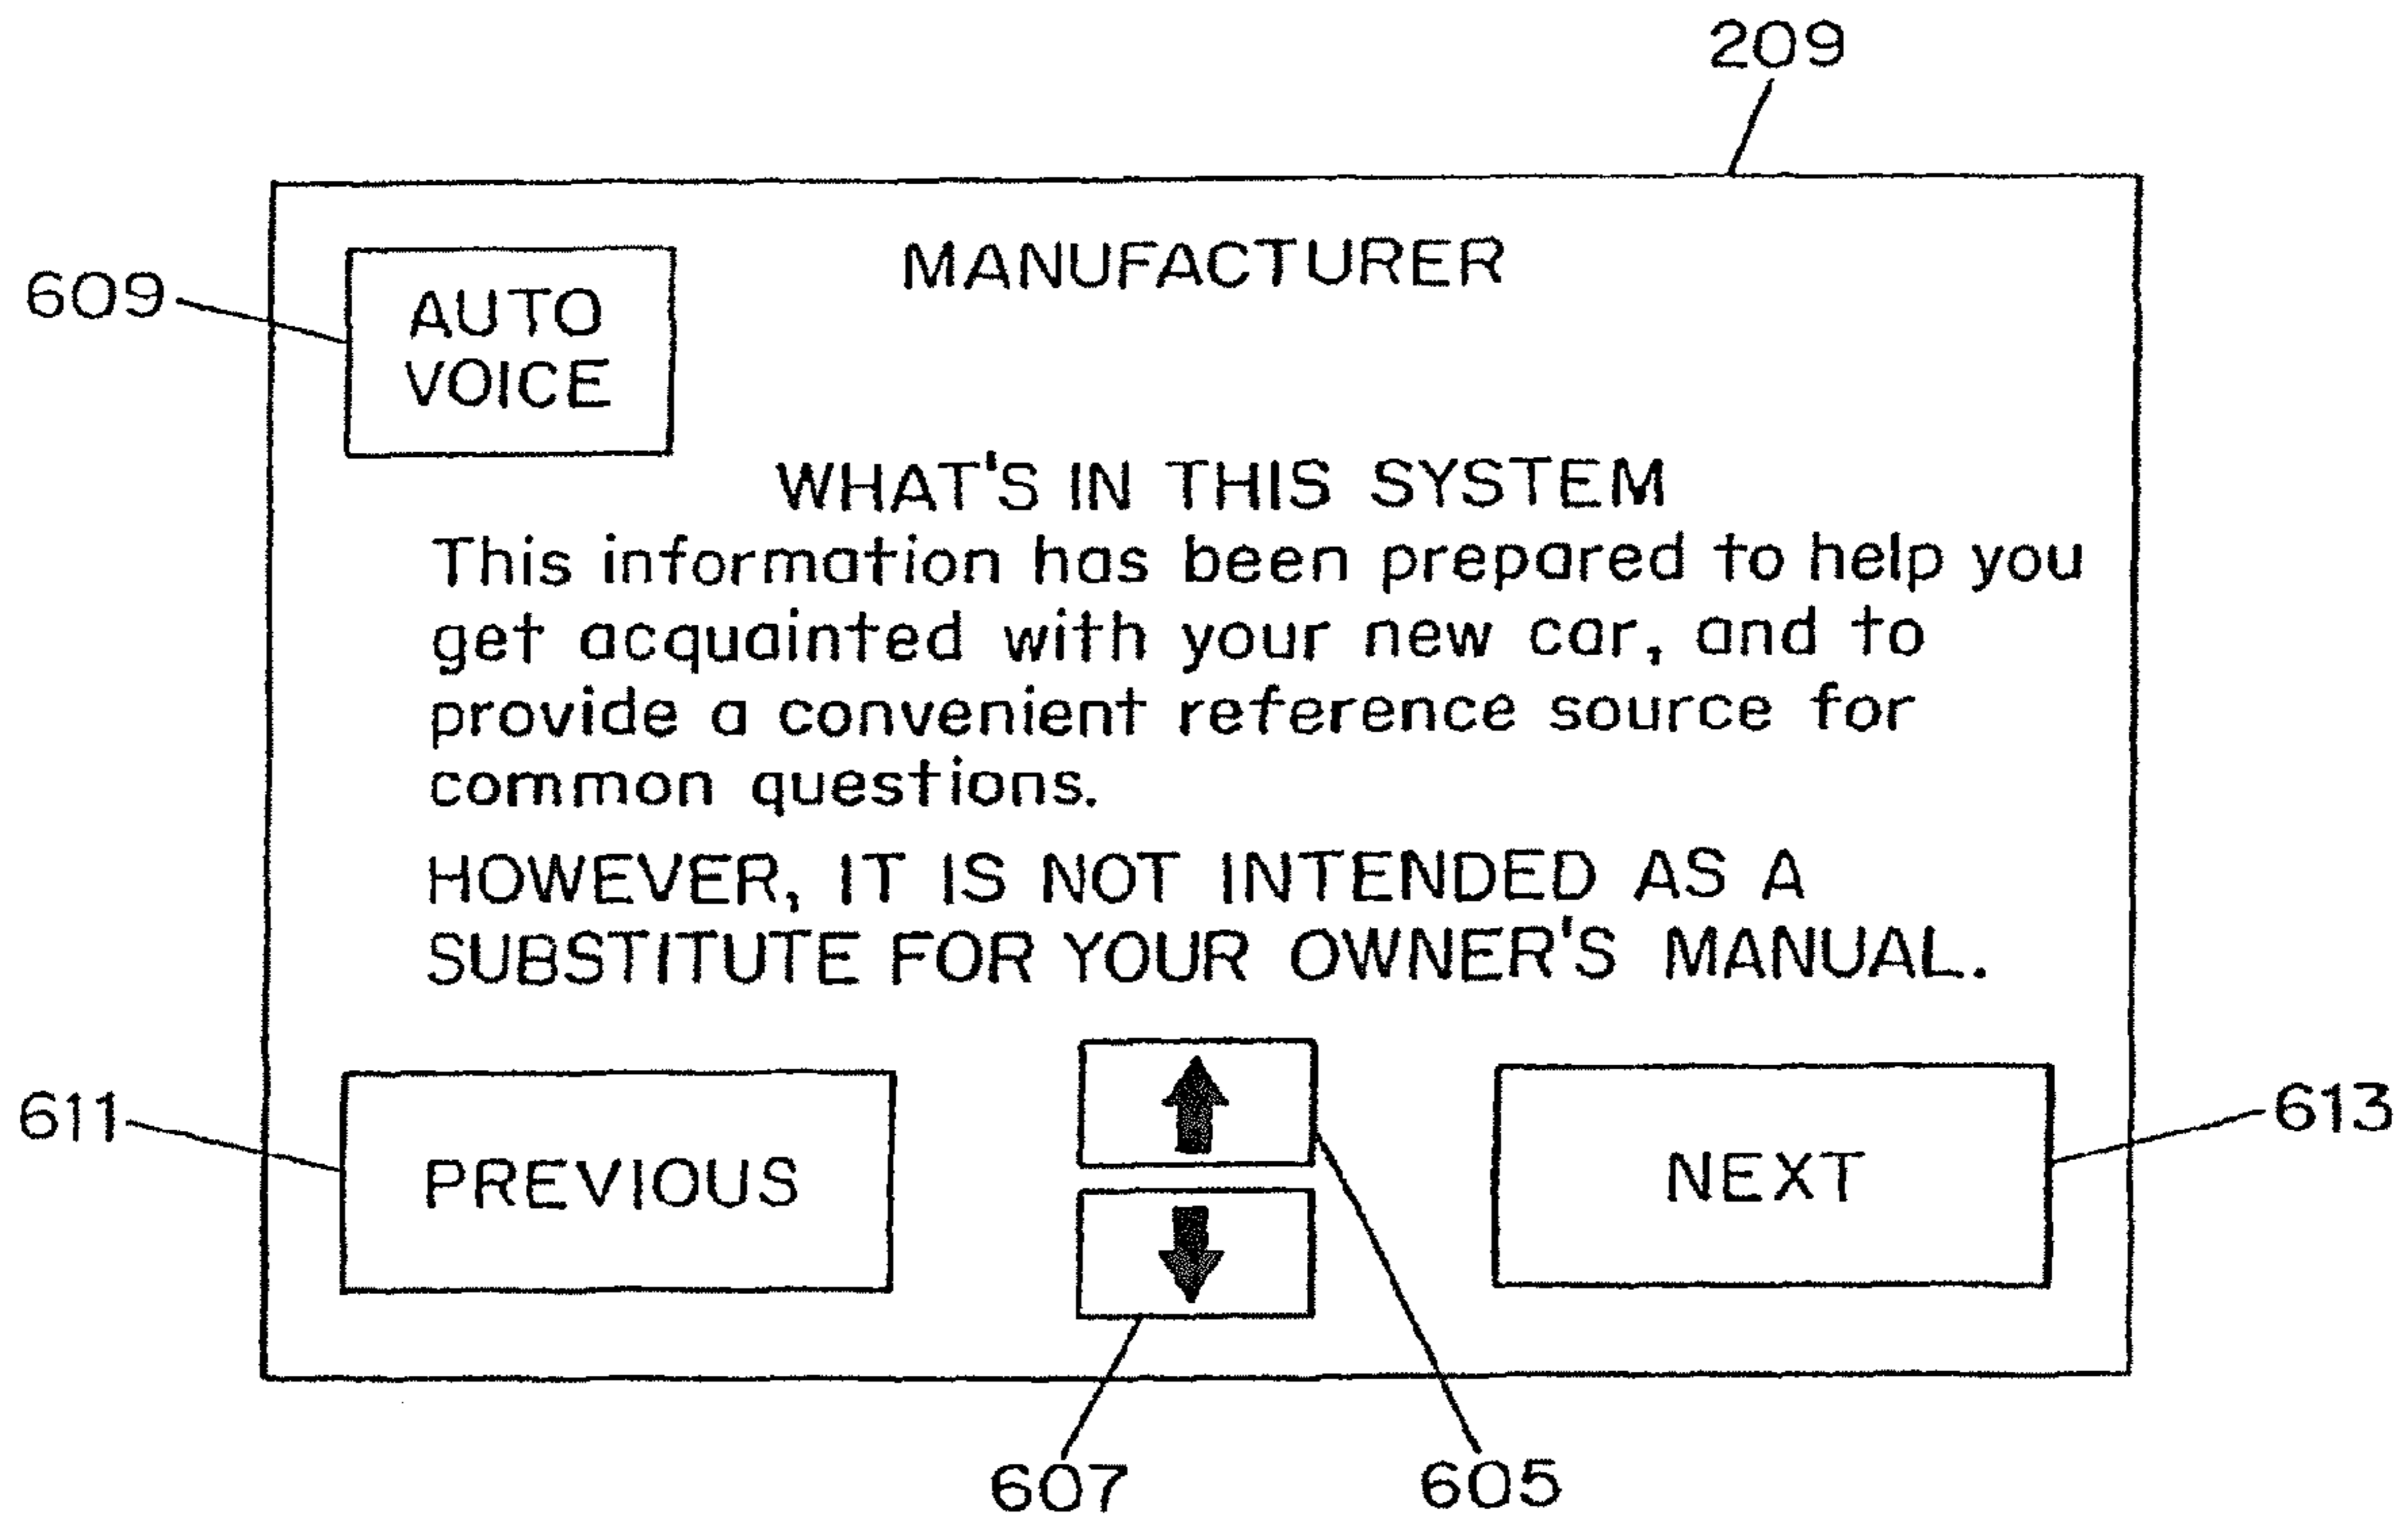 209
MANUFACTURER
609
AUTO
VOICE
WHAT'S IN THIS SYSTEM
This information has been prepared to help you
get acquainted with your new car, and to
provide a convenient reference source for
common questions.
HOWEVER, IT IS NOT INTENDED AS A
SUBSTITUTE FOR YOUR OWNER'S MANUAL.
611
PREVIOUS
NEXT
613
607
605